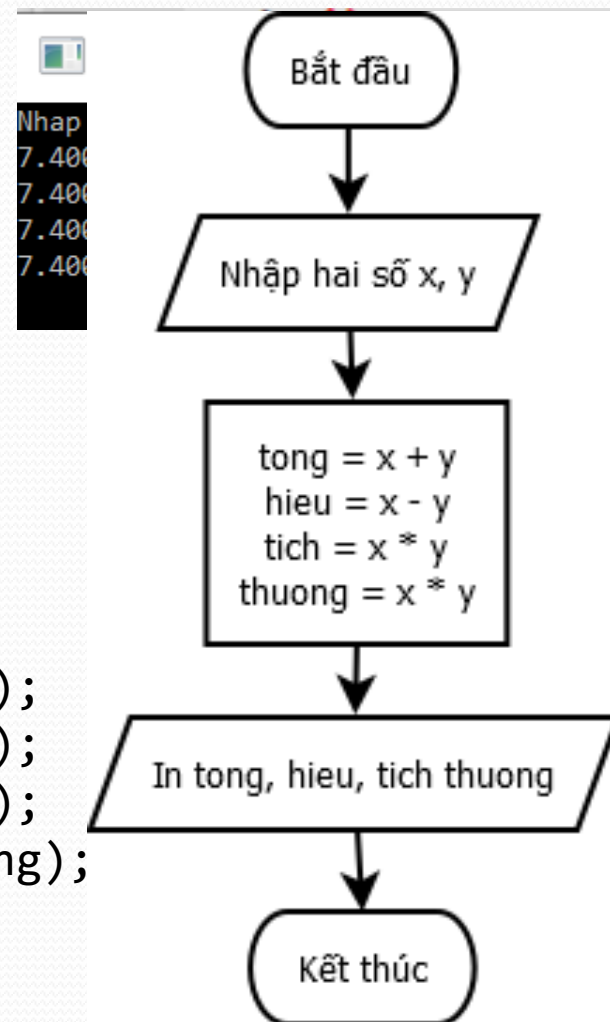 Nhap
7.400
7.400
7.400
7.400
);
);
);
ng);
Bắt đầu
Nhập hai số x, y
tong = x + y
hieu = x - y
tich = x * y
thuong = x * y
In tong, hieu, tich thuong
Kết thúc